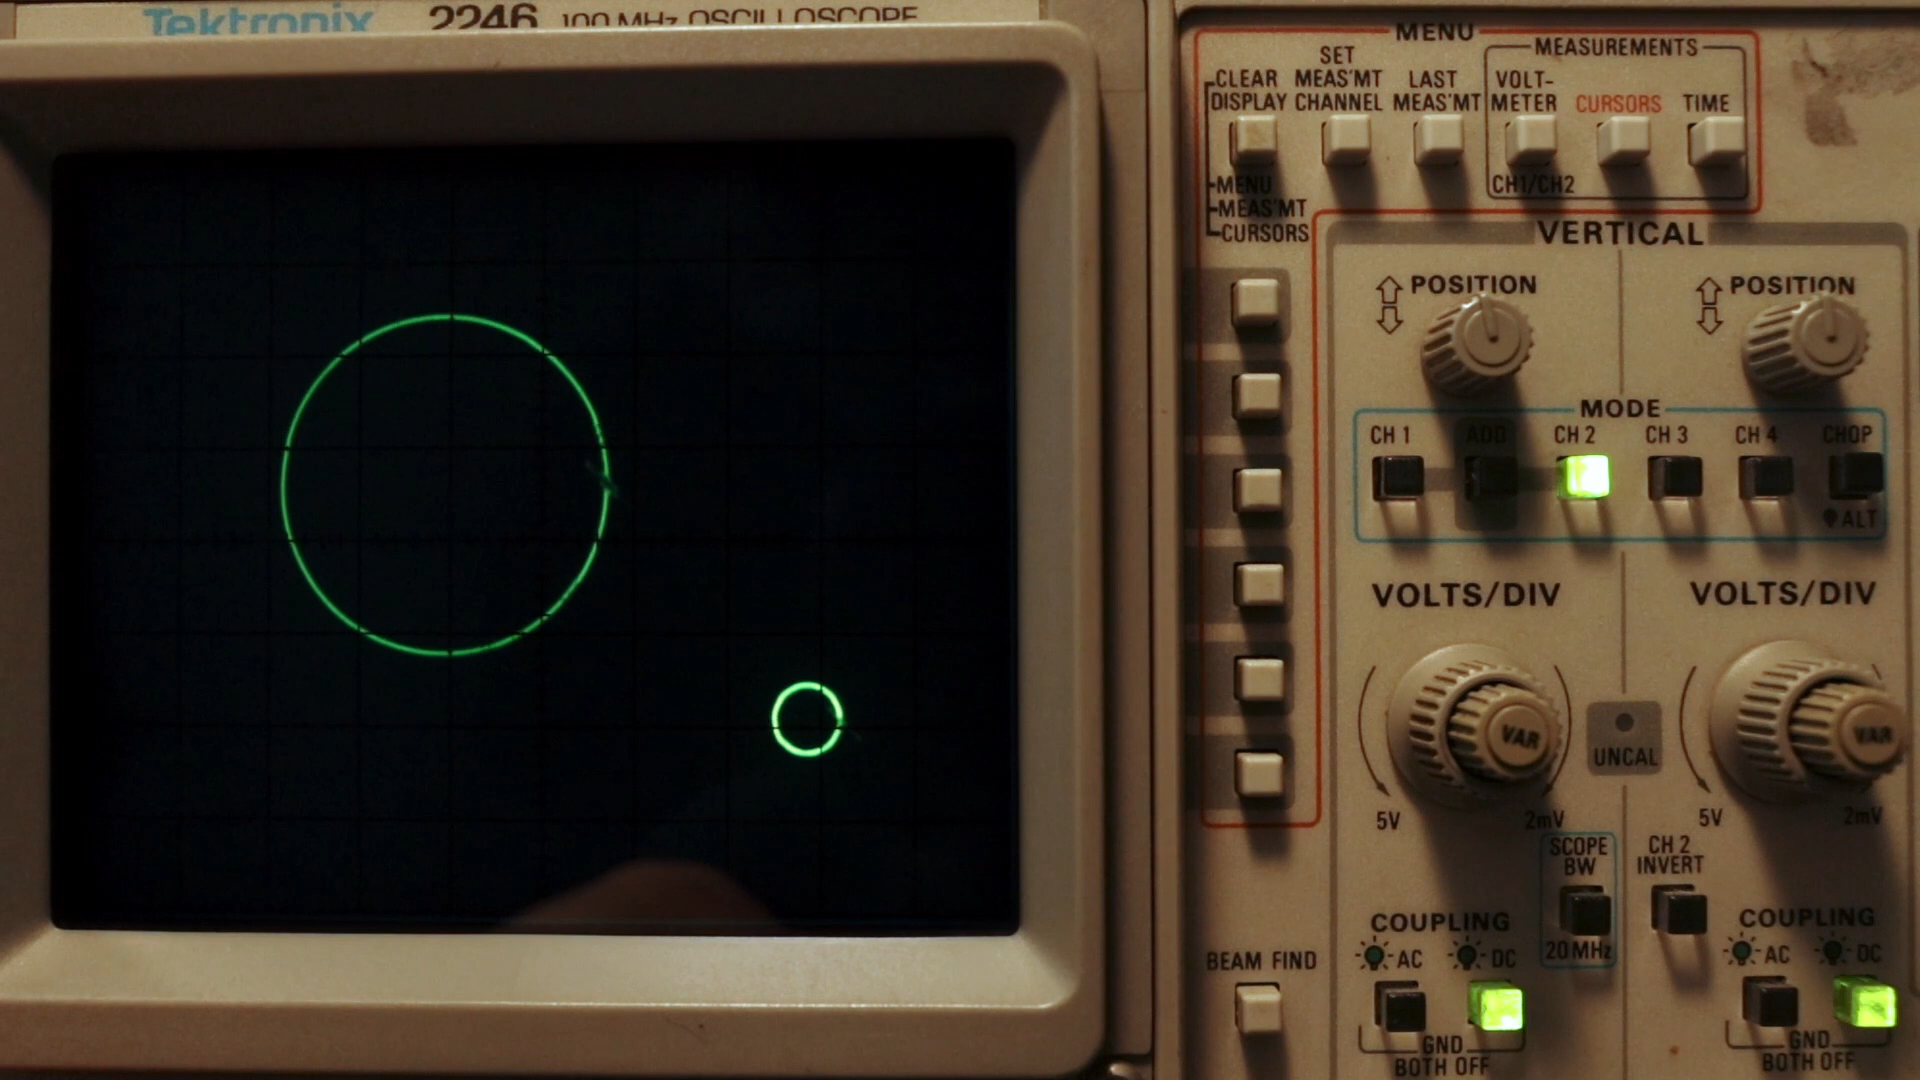 Tektronix 2246 100 MHz OSCILLOSCOPE
MENU
CLEAR DISPLAY
SET MEAS'MT CHANNEL
LAST MEAS'MT
MEASUREMENTS
VOLT-METER
CURSORS
TIME
CH1/CH2
MENU
MEAS'MT
CURSORS
VERTICAL
POSITION
POSITION
MODE
CH 1
ADD
CH 2
CH 3
CH 4
CHOP
ALT
VOLTS/DIV
VOLTS/DIV
VAR
VAR
UNCAL
5V
2mV
5V
2mV
SCOPE BW
20 MHz
CH 2 INVERT
COUPLING
AC
DC
GND
BOTH OFF
COUPLING
AC
DC
GND
BOTH OFF
BEAM FIND